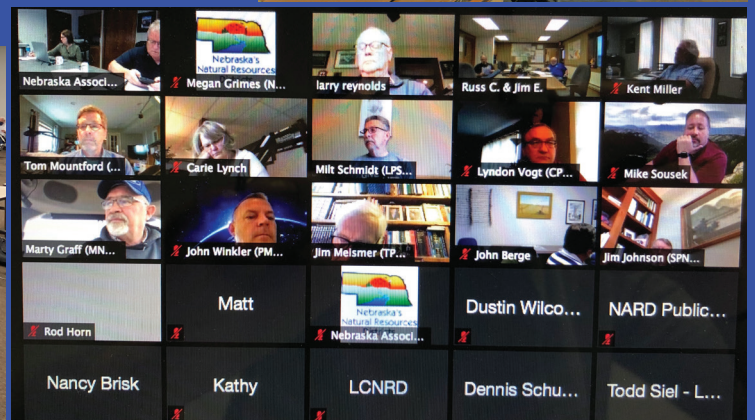 Nebraska Associ...
Nebraska's
Natural Resources
Megan Grimes (N...
larry reynolds
Russ C. & Jim E.
Kent Miller
Tom Mountford (...
Carie Lynch
Milt Schmidt (LPS...
Lyndon Vogt (CP...
Mike Sousek
Marty Graff (MN...
John Winkler (PM...
Jim Meismer (TP...
John Berge
Jim Johnson (SPN...
Rod Horn
Matt
Nebraska's
Natural Resources
Nebraska Associ...
Dustin Wilco...
NARD Public...
Nancy Brisk
Kathy
LCNRD
Dennis Schu...
Todd Siel - L...